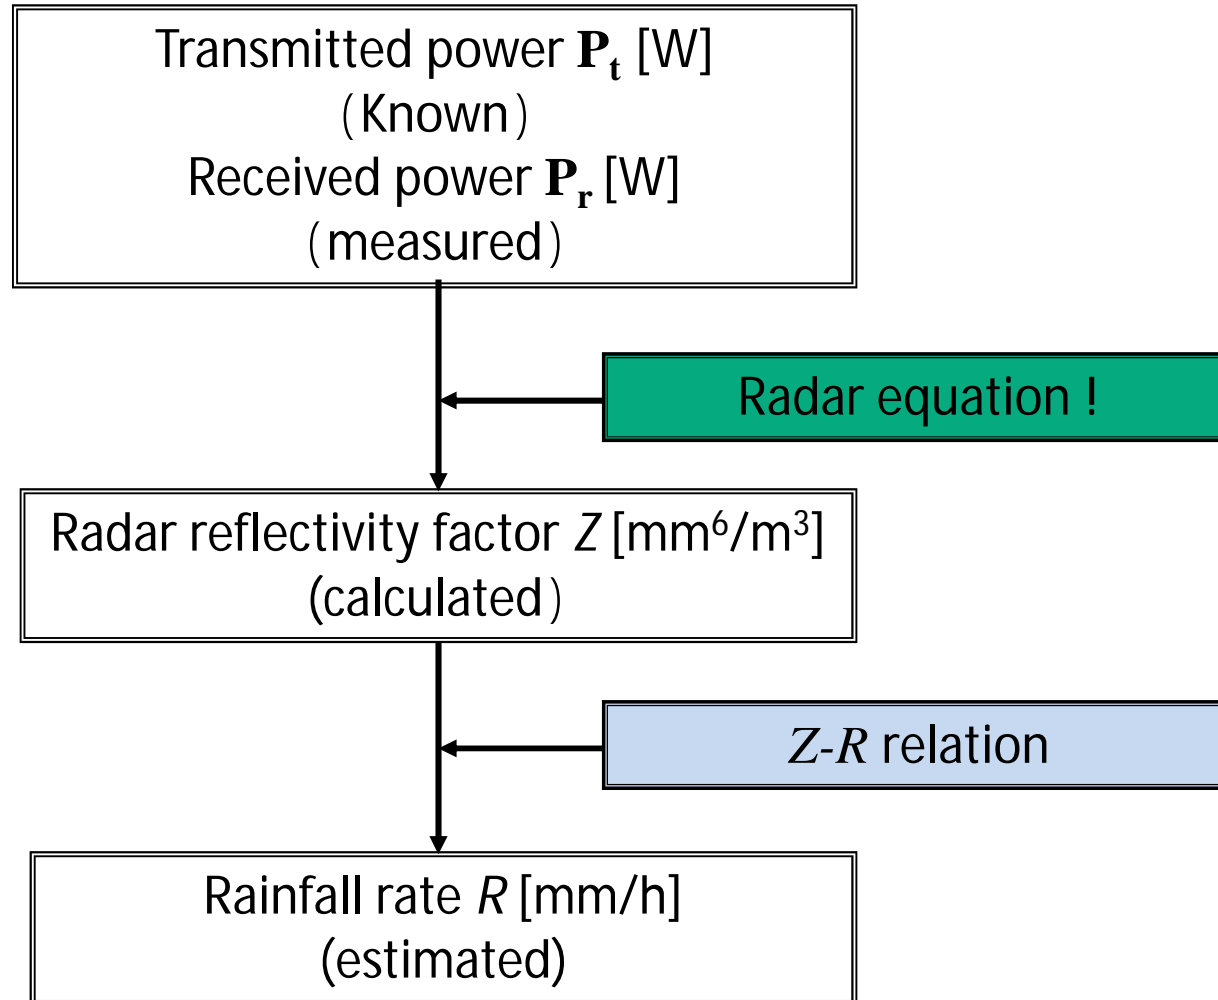 Transmitted power Pₜ [W]
(Known)
Received power Pᵣ [W]
(measured)
Radar equation !
Radar reflectivity factor Z [mm⁶/m³]
(calculated)
Z-R relation
Rainfall rate R [mm/h]
(estimated)